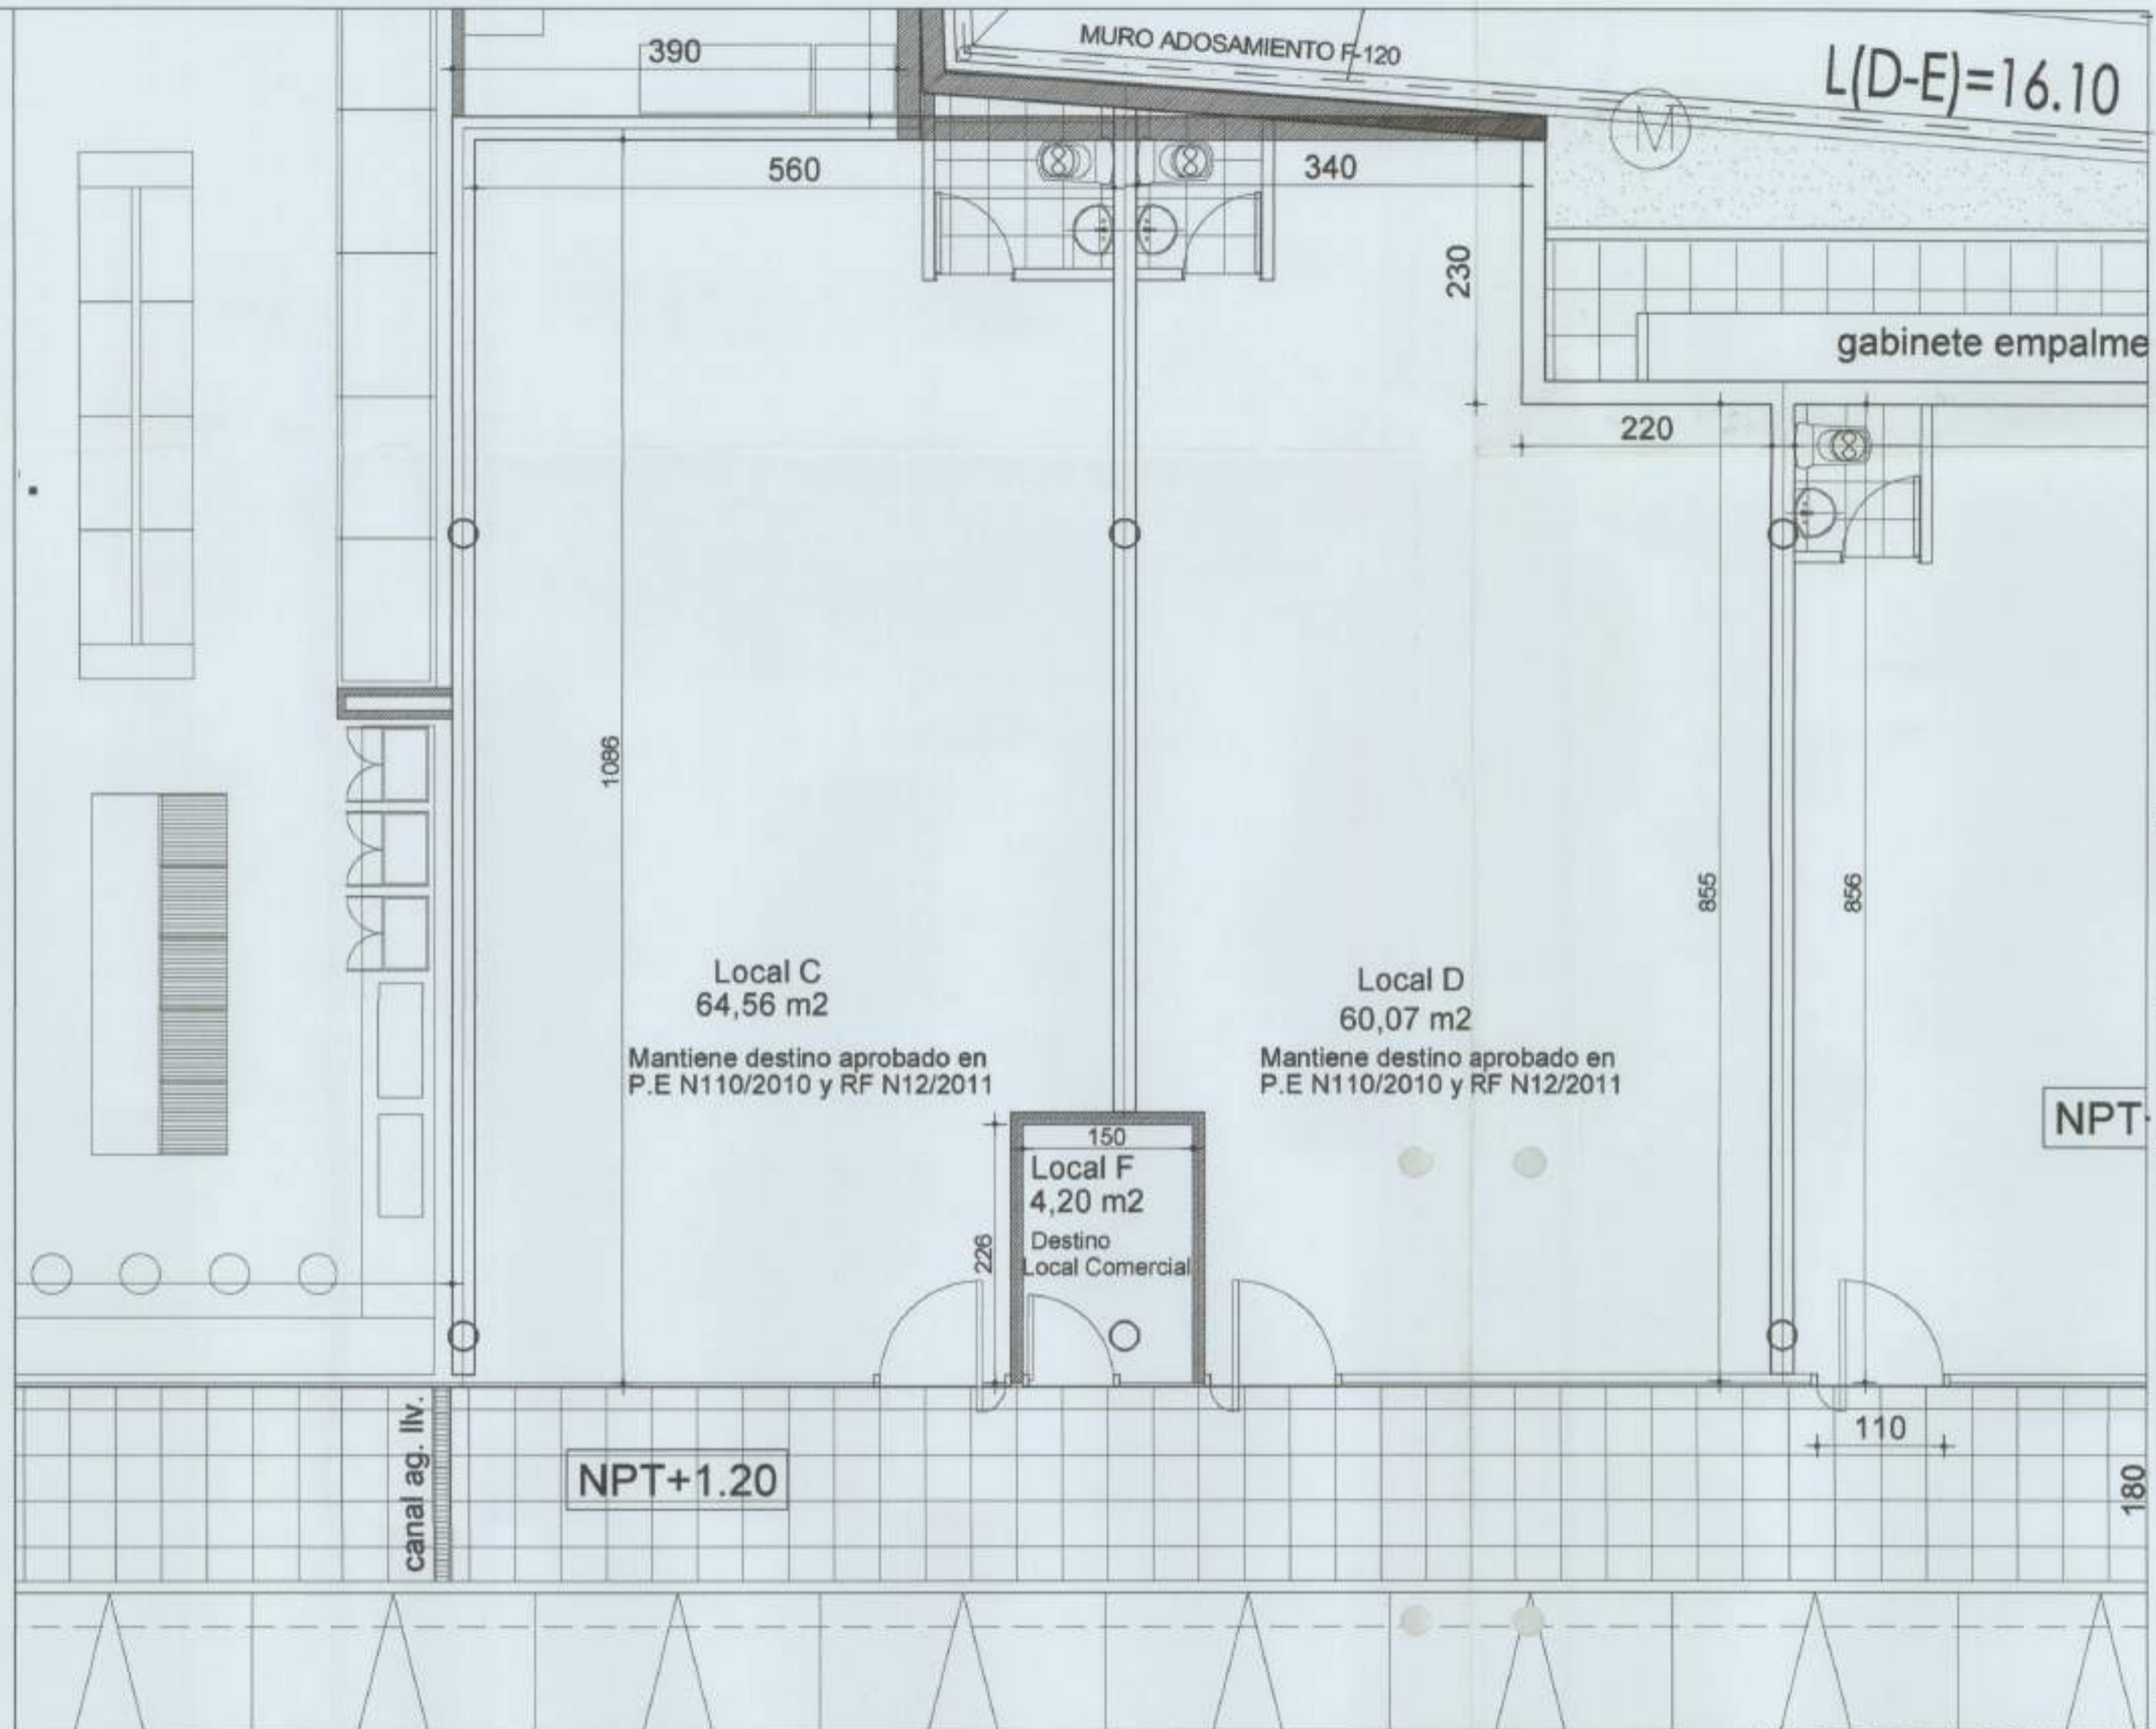 390
MURO ADOSAMIENTO F-120
L(D-E)=16.10
M
560
340
230
gabinete empalme
220
1086
855
856
Local C
64,56 m2
Mantiene destino aprobado en
P.E N110/2010 y RF N12/2011
Local D
60,07 m2
Mantiene destino aprobado en
P.E N110/2010 y RF N12/2011
NPT
150
Local F
4,20 m2
226
Destino
Local Comercial
110
180
canal ag. llv.
NPT+1.20